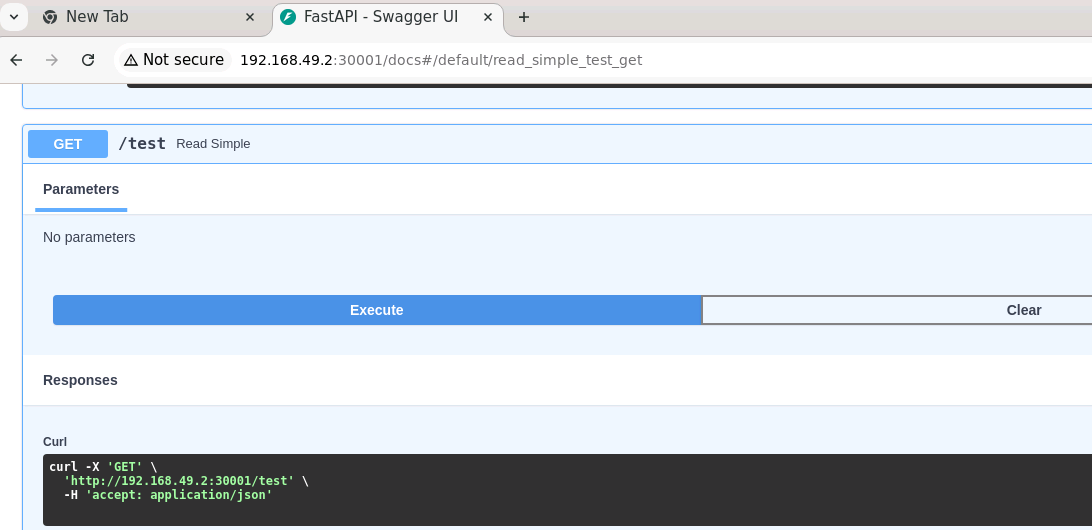 New Tab
FastAPI - Swagger UI
Not secure 192.168.49.2:30001/docs#/default/read_simple_test_get
GET /test Read Simple
Parameters
No parameters
Execute
Clear
Responses
Curl
curl -X 'GET' \
'http://192.168.49.2:30001/test' \
-H 'accept: application/json'